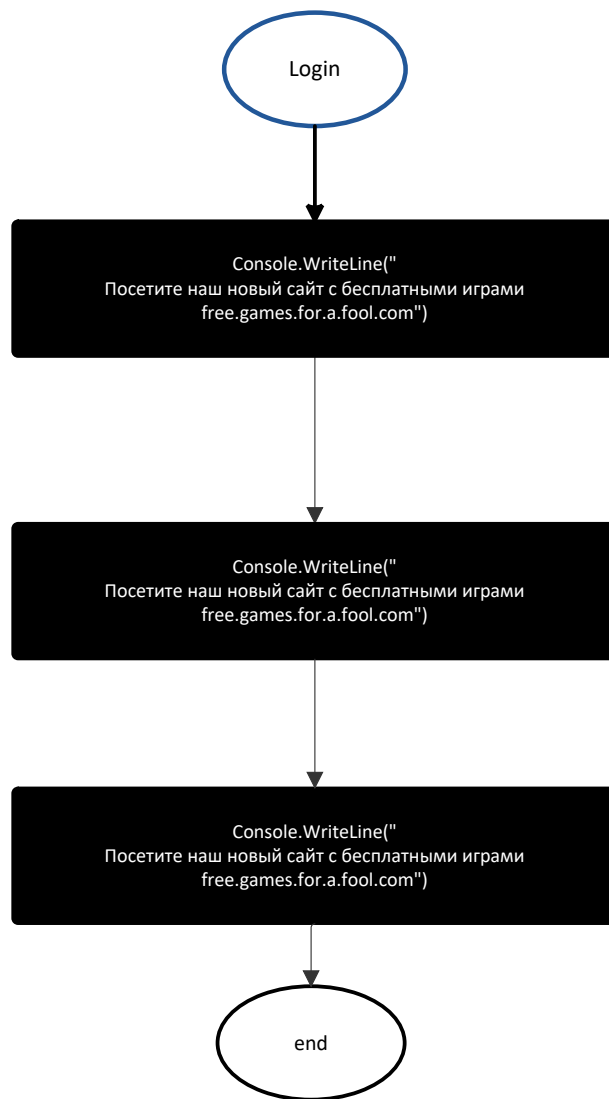 Login
Console.WriteLine("
Посетите наш новый сайт с бесплатными играми
free.games.for.a.fool.com")
Console.WriteLine("
Посетите наш новый сайт с бесплатными играми
free.games.for.a.fool.com")
Console.WriteLine("
Посетите наш новый сайт с бесплатными играми
free.games.for.a.fool.com")
end